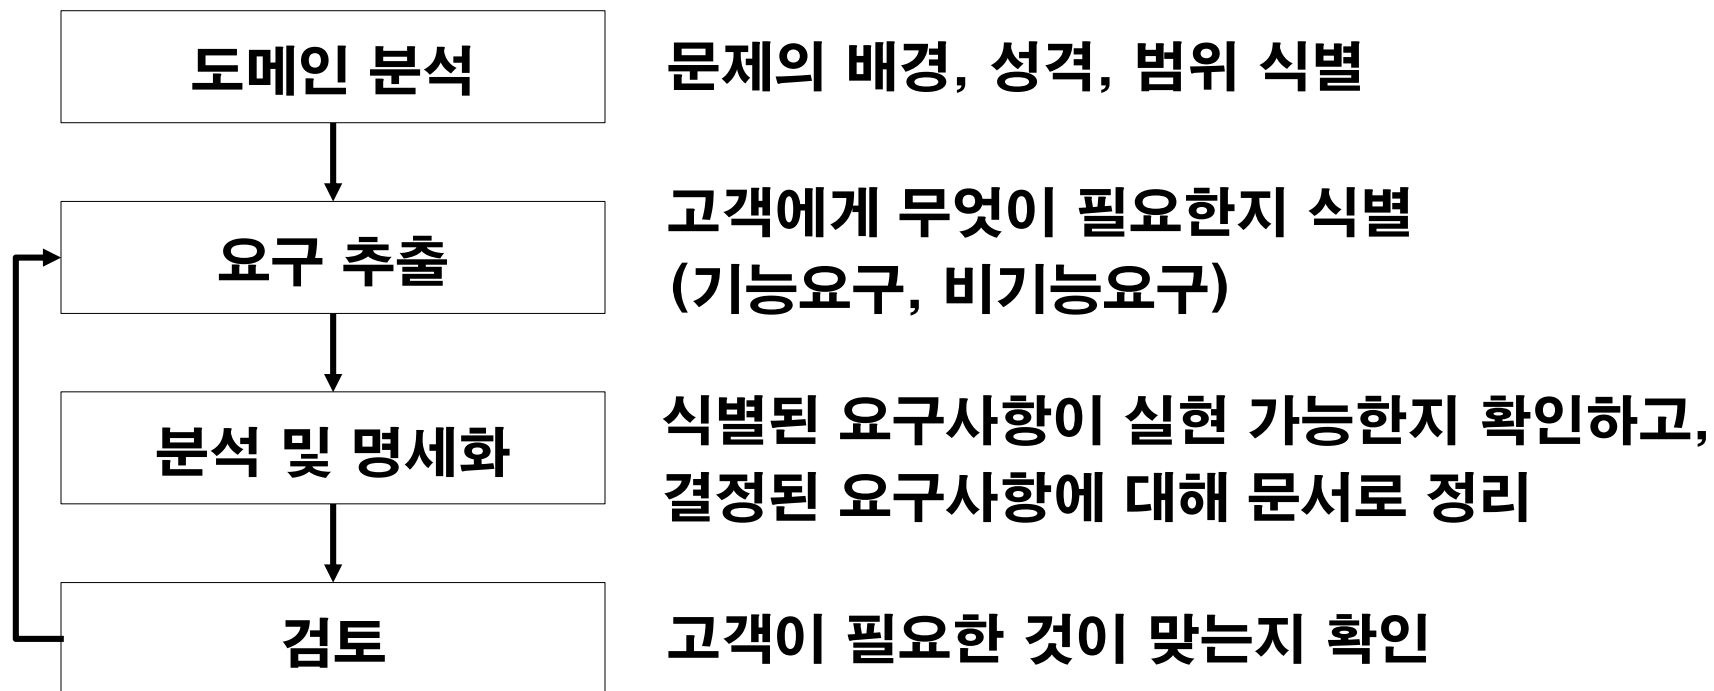 도메인 분석
문제의 배경, 성격, 범위 식별
요구 추출
고객에게 무엇이 필요한지 식별
(기능요구, 비기능요구)
분석 및 명세화
식별된 요구사항이 실현 가능한지 확인하고,
결정된 요구사항에 대해 문서로 정리
검토
고객이 필요한 것이 맞는지 확인